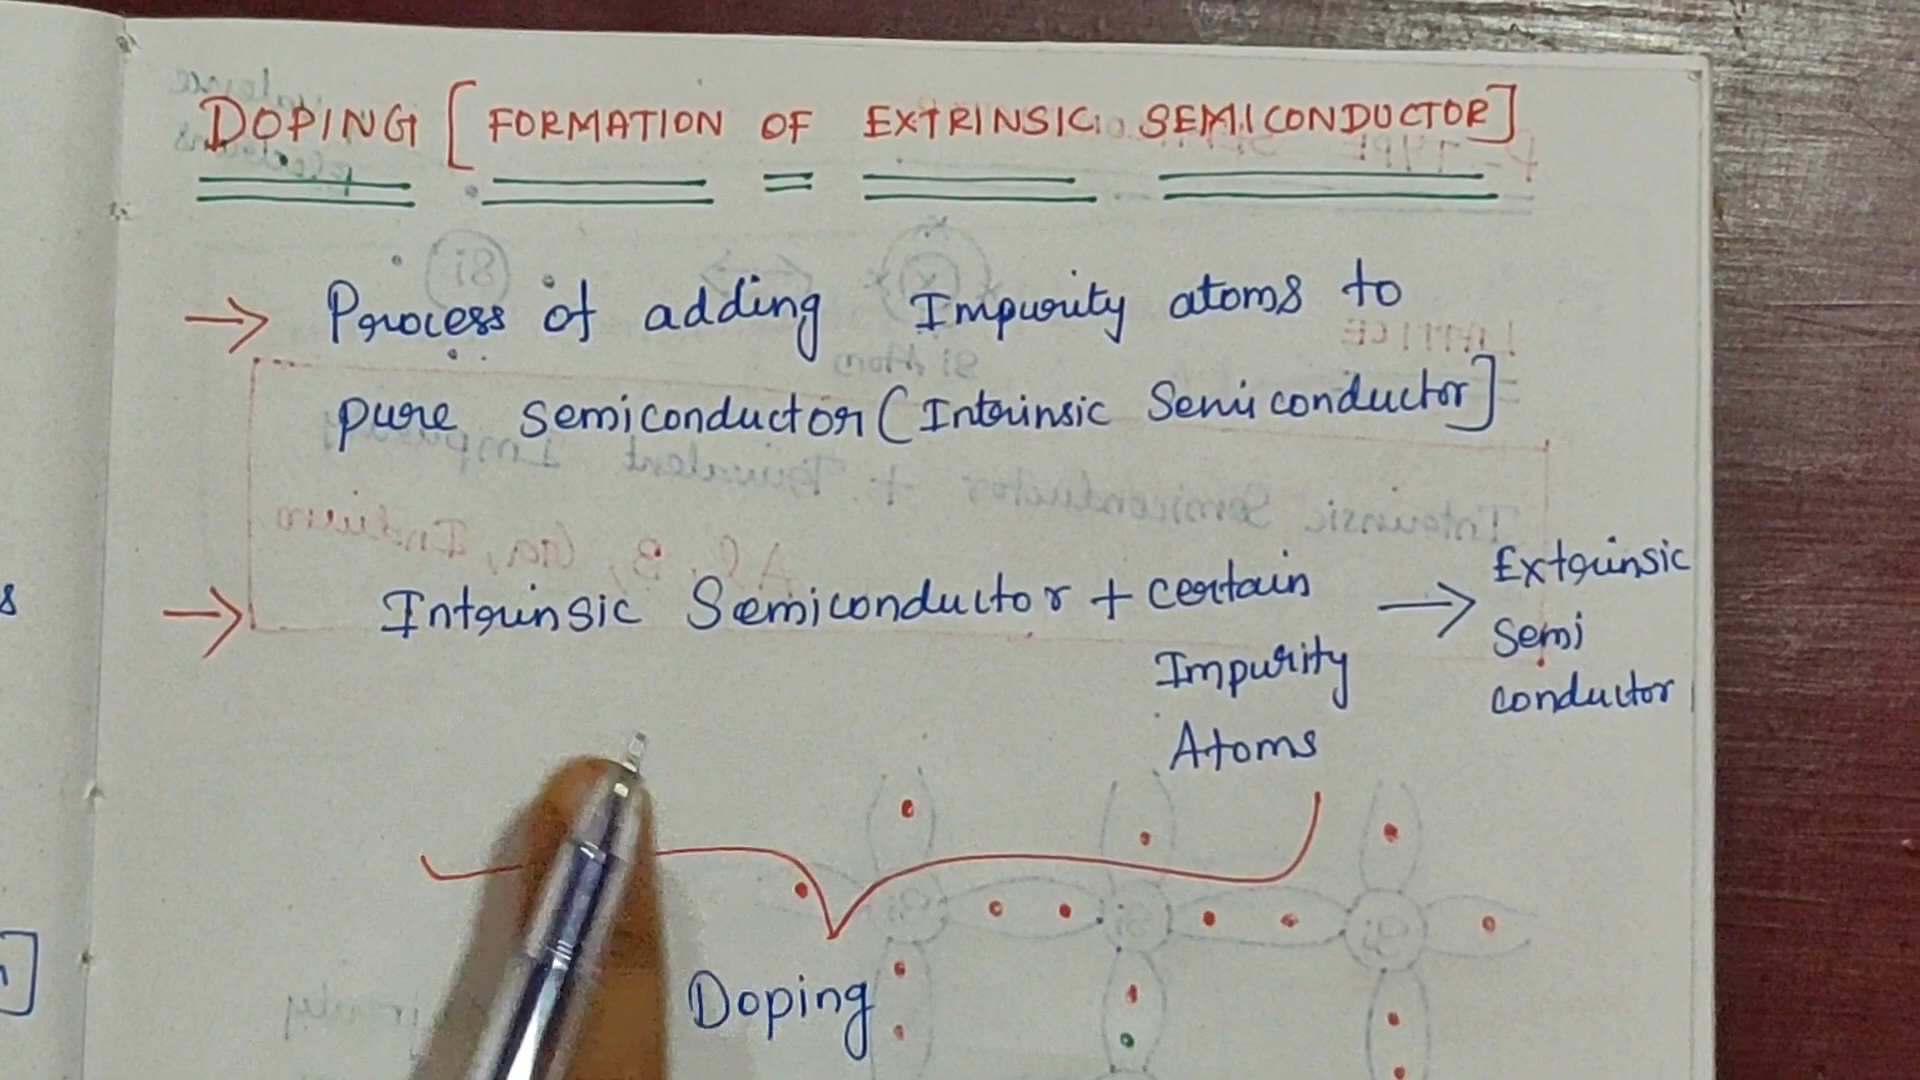 DOPING [FORMATION OF EXTRINSIC SEMICONDUCTOR]
→ Process of adding Impurity atoms to
pure semiconductor (Intrinsic Semiconductor]
→ Intrinsic Semiconductor + certain
Impurity
Atoms
→ Extrinsic
Semi
conductor
Doping